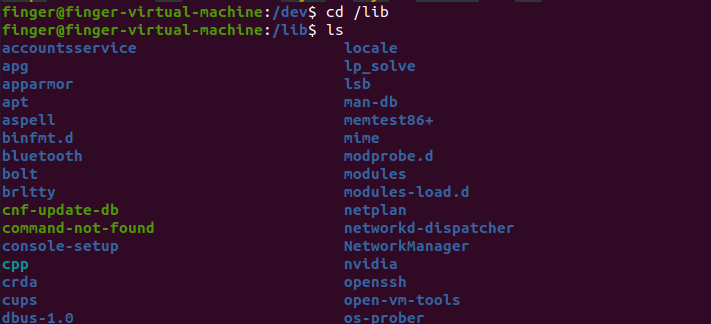 finger@finger-virtual-machine:/dev$ cd /lib
finger@finger-virtual-machine:/lib$ ls
accountsservice locale
apg lp_solve
apparmor lsb
apt man-db
aspell memtest86+
binfmt.d mime
bluetooth modprobe.d
bolt modules
brltty modules-load.d
cnf-update-db netplan
command-not-found networkd-dispatcher
console-setup NetworkManager
cpp nvidia
crda openssh
cups open-vm-tools
dbus-1.0 os-prober